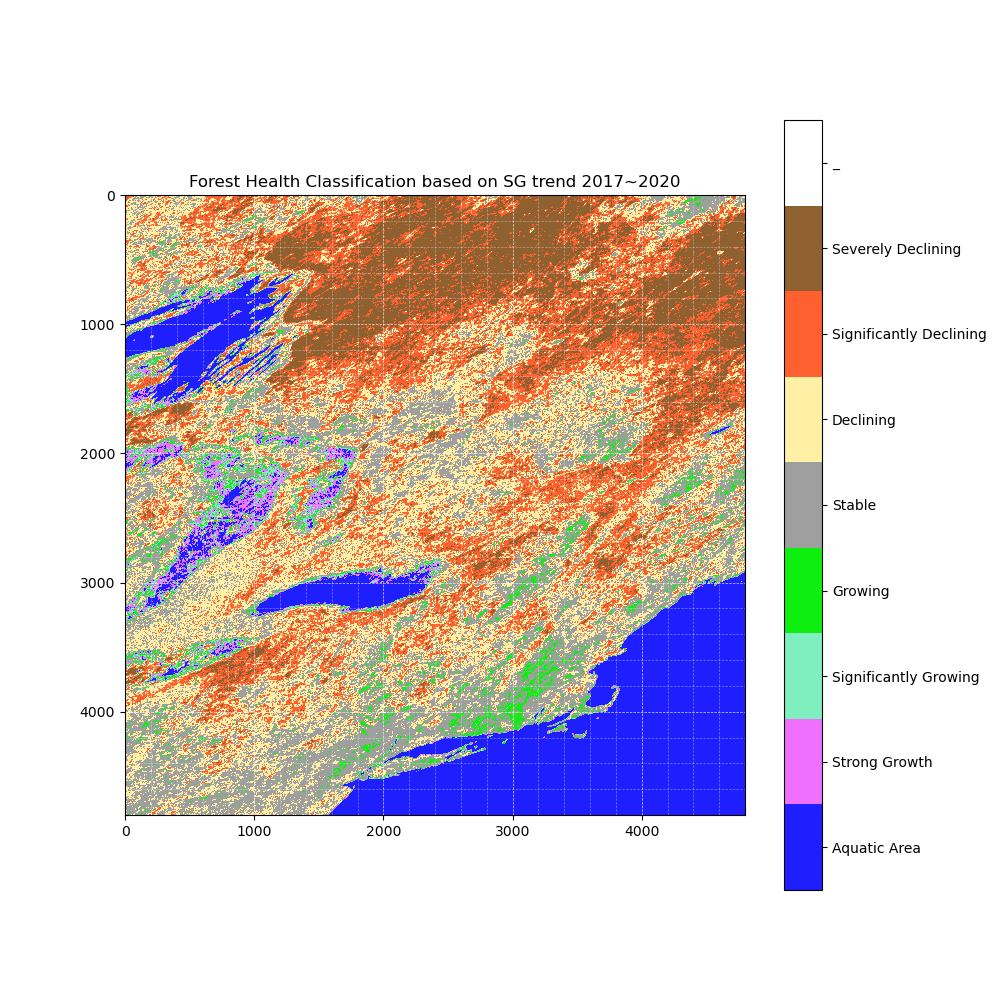 Forest Health Classification based on SG trend 2017~2020
0
1000
2000
3000
4000
0
1000
2000
3000
4000
_
Severely Declining
Significantly Declining
Declining
Stable
Growing
Significantly Growing
Strong Growth
Aquatic Area